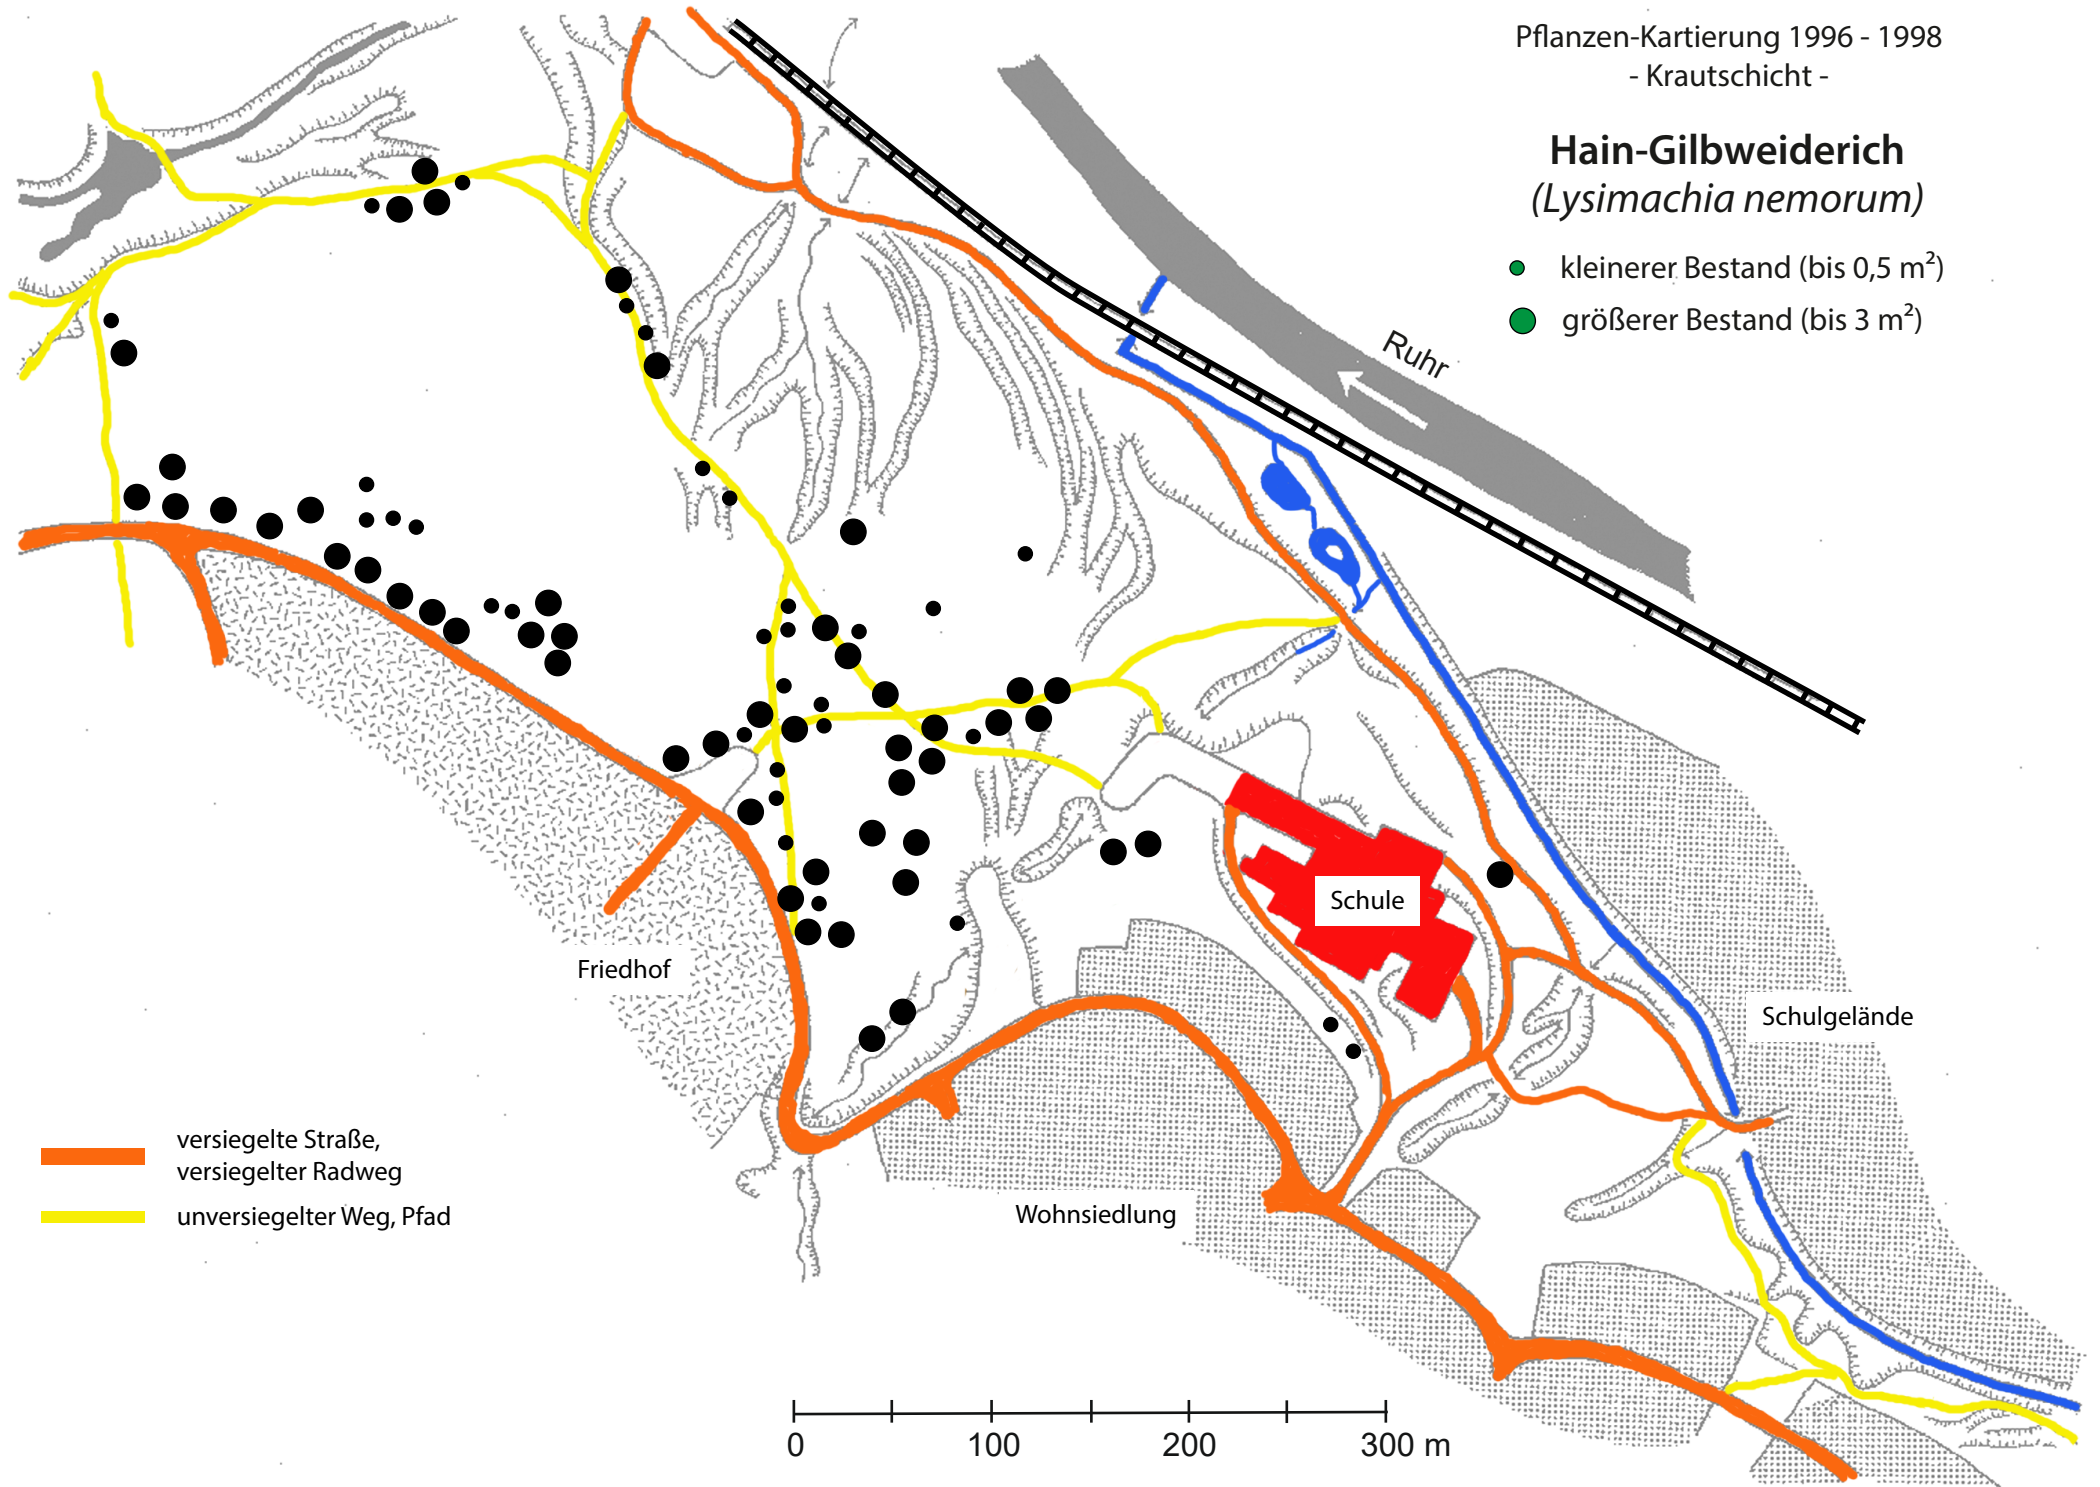 Pflanzen-Kartierung 1996 - 1998
- Krautschicht -
Hain-Gilbweiderich
(Lysimachia nemorum)
kleinerer Bestand (bis 0,5 m²)
größerer Bestand (bis 3 m²)
Ruhr
Schule
Friedhof
Schulgelände
versiegelte Straße,
versiegelter Radweg
unversiegelter Weg, Pfad
Wohnsiedlung
0 100 200 300 m